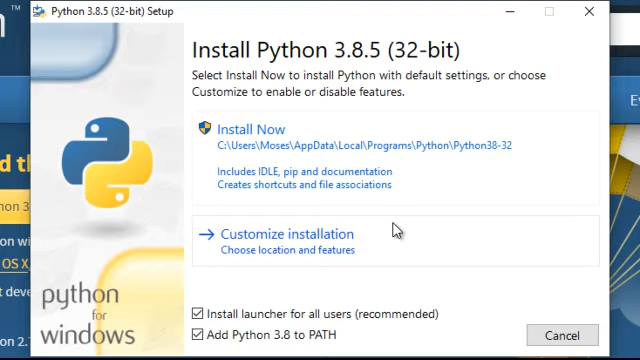 ™
Python 3.8.5 (32-bit) Setup
Install Python 3.8.5 (32-bit)
Select Install Now to install Python with default settings, or choose
Customize to enable or disable features.
Install Now
C:\Users\Moses\AppData\Local\Programs\Python\Python38-32
Includes IDLE, pip and documentation
Creates shortcuts and file associations
Customize installation
Choose location and features
Install launcher for all users (recommended)
Add Python 3.8 to PATH
Cancel
python
for
windows
OS X,